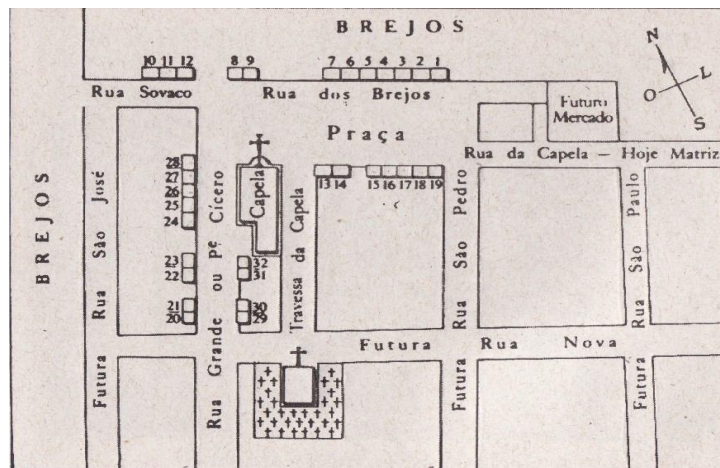 BREJOS
10 11 12
8 9
7 6 5 4 3 2 1
Rua Sovaco
Rua dos Brejos
N
O
L
S
Futuro
Mercado
Praça
Rua da Capela — Hoje Matriz
28
27
26
25
24
23
22
21
20
13 14
15 16 17 18 19
32
31
30
29
Capela
BREJOS
Futura Rua São José
Rua Grande ou Pe Cícero
Travessa da Capela
Futura Rua São Pedro
Futura Rua São Paulo
Futura Rua Nova